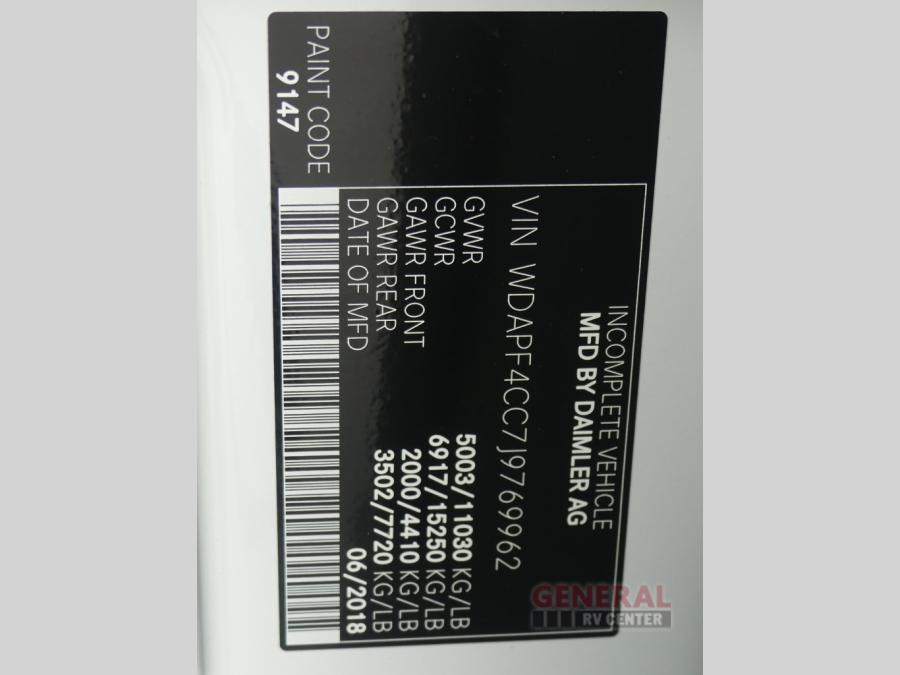 INCOMPLETE VEHICLE
MFD BY DAIMLER AG
VIN WDAPF4CC7J9769962
GVWR 5003/11030 KG/LB
GCWR 6917/15250 KG/LB
GAWR FRONT 2000/4410 KG/LB
GAWR REAR 3502/7720 KG/LB
DATE OF MFD 06/2018
PAINT CODE
9147
GENERAL
RV CENTER